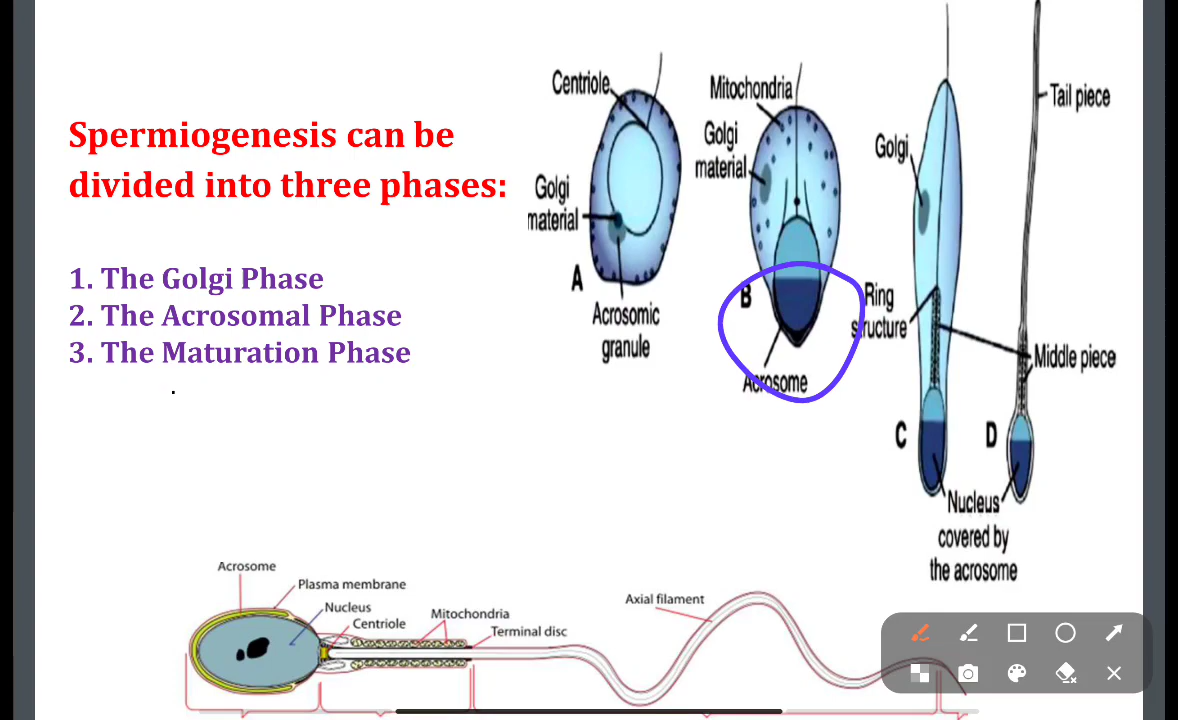 Spermiogenesis can be
divided into three phases:
1. The Golgi Phase
2. The Acrosomal Phase
3. The Maturation Phase
.
Centriole
Golgi
material
A
Acrosomic
granule
Mitochondria
Golgi
material
B
Acrosome
Golgi
Ring
structure
C
Tail piece
Middle piece
D
Nucleus
covered by
the acrosome
Acrosome
Plasma membrane
Nucleus
Centriole
Mitochondria
Terminal disc
Axial filament